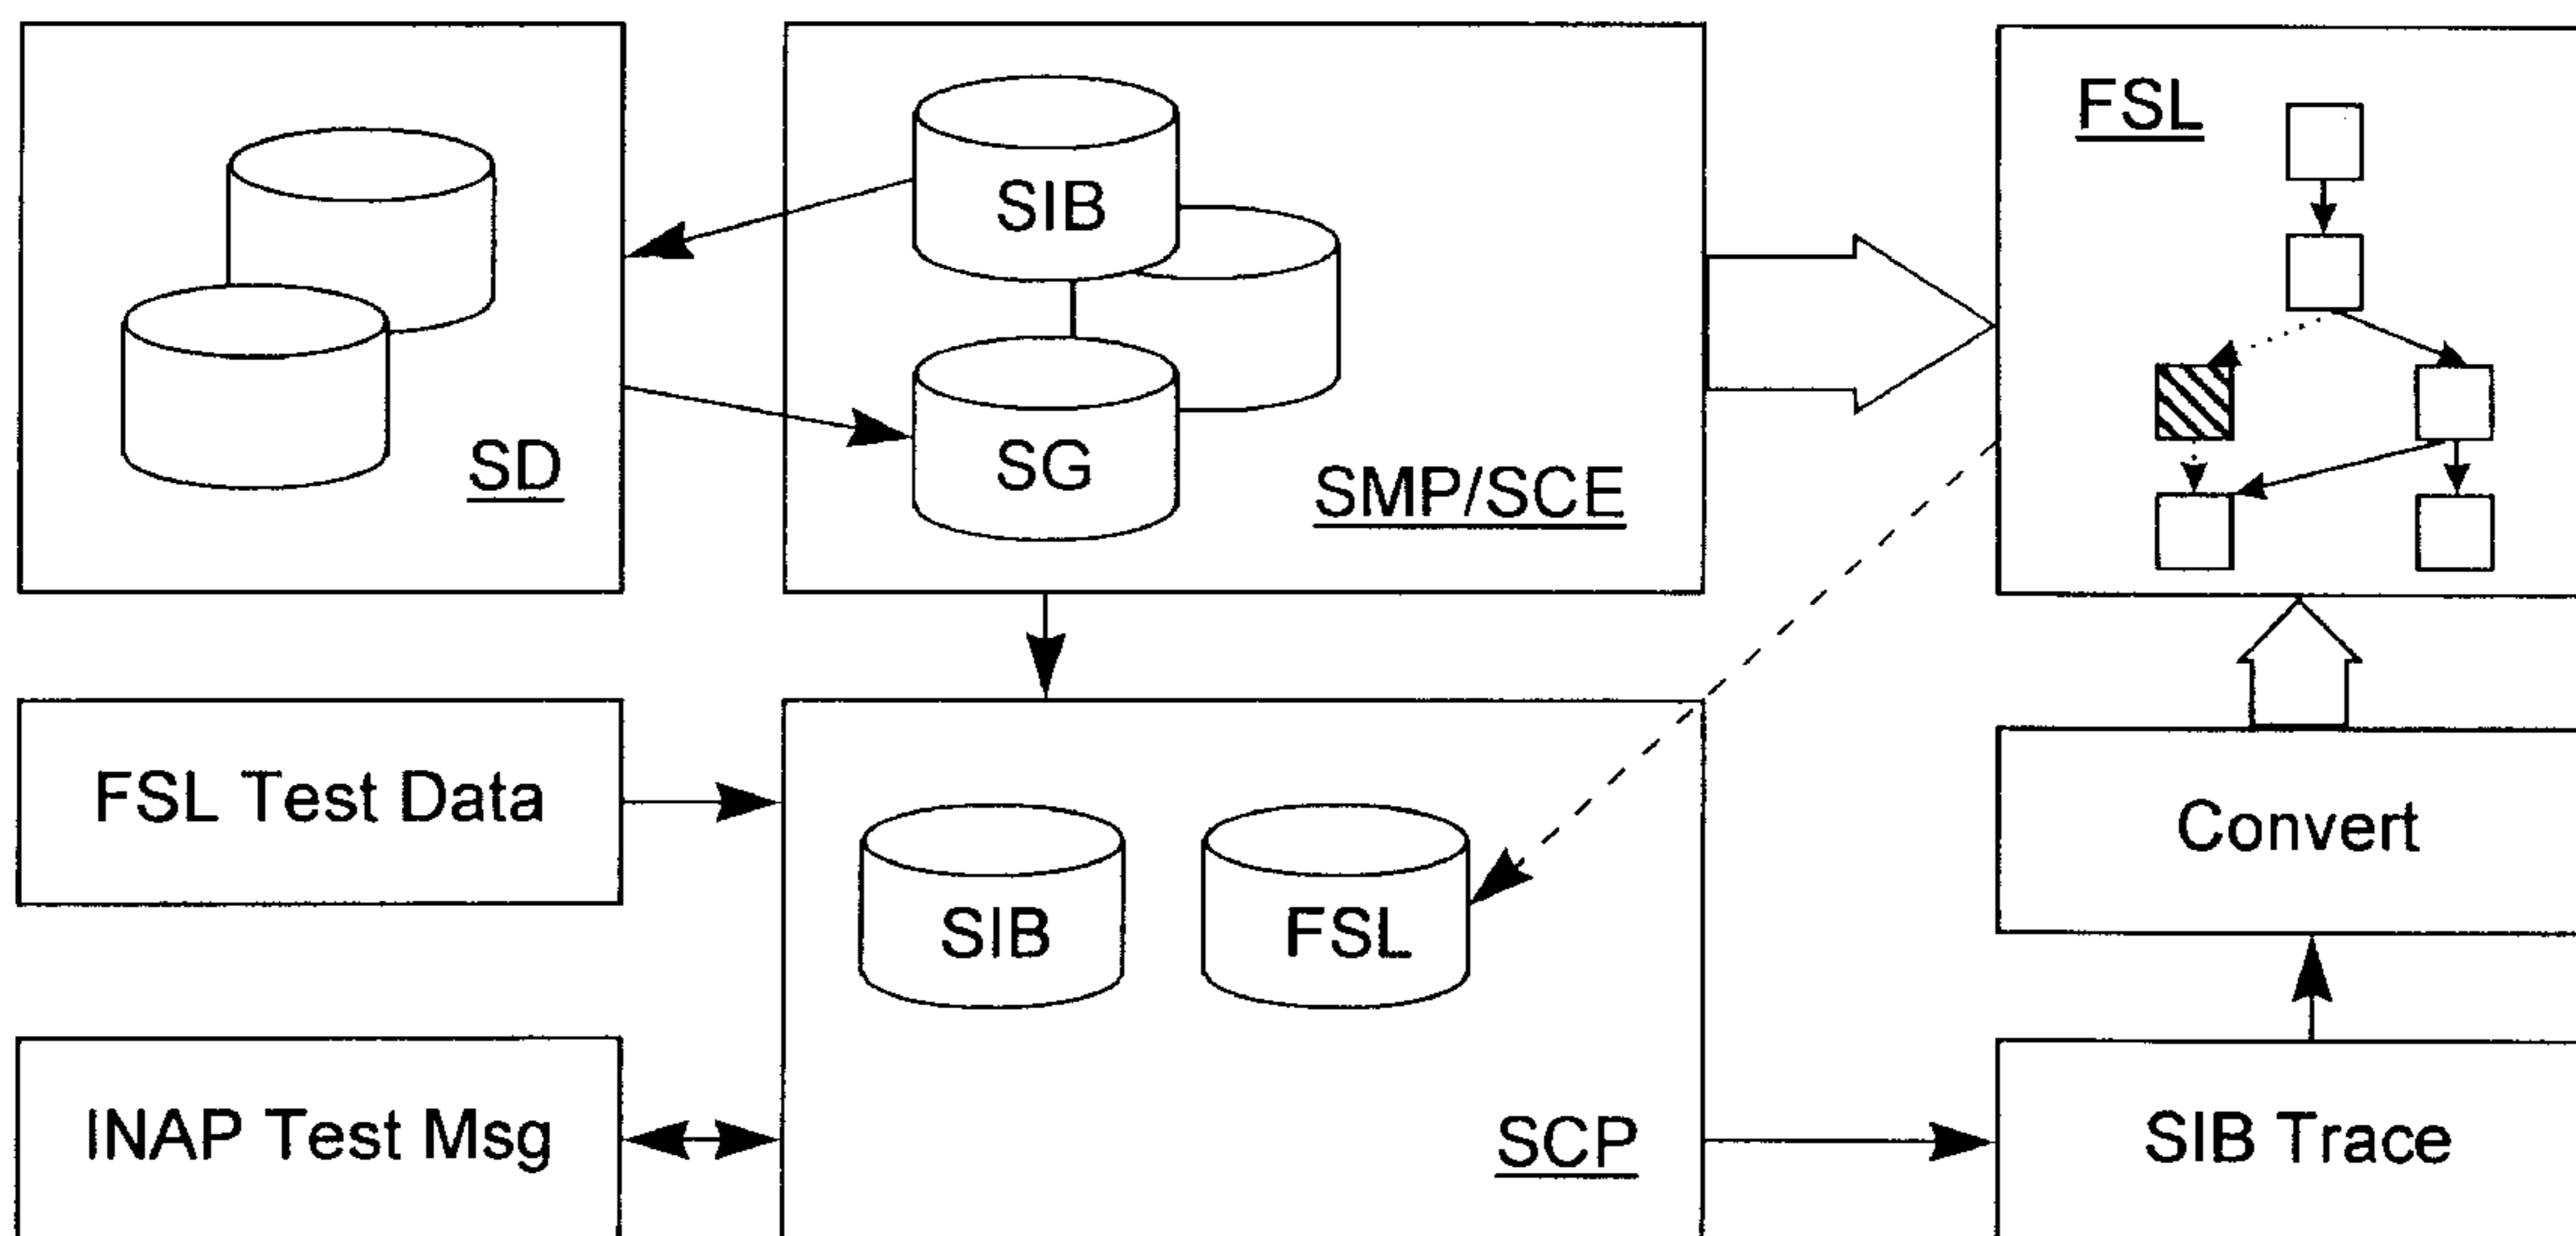 SD
SIB
SG
SMP/SCE
FSL
FSL Test Data
INAP Test Msg
SIB
FSL
SCP
Convert
SIB Trace